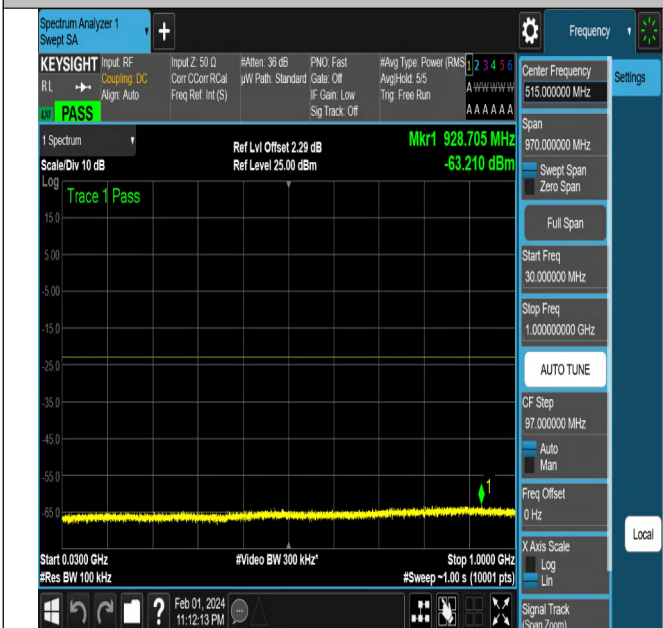 Spectrum Analyzer 1
Swept SA
+
Frequency
KEYSIGHT
Input: RF
Coupling: DC
Align: Auto
Input Z: 50 Ω
Corr CCorr RCal
Freq Ref: Int (S)
#Atten: 36 dB
µW Path: Standard
PNO: Fast
Gate: Off
IF Gain: Low
Sig Track: Off
#Avg Type: Power (RMS
Avg|Hold: 5/5
Trig: Free Run
1 2 3 4 5 6
A W W W W W
A A A A A A
RL
LXI PASS
1 Spectrum
Scale/Div 10 dB
Ref Lvl Offset 2.29 dB
Ref Level 25.00 dBm
Mkr1 928.705 MHz
-63.210 dBm
Log
Trace 1 Pass
15.0
5.00
-5.00
-15.0
-25.0
-35.0
-45.0
-55.0
-65.0
1
Start 0.0300 GHz
#Res BW 100 kHz
#Video BW 300 kHz*
Stop 1.0000 GHz
#Sweep ~1.00 s (10001 pts)
?
Feb 01, 2024
11:12:13 PM
Center Frequency
515.000000 MHz
Settings
Span
970.000000 MHz
Swept Span
Zero Span
Full Span
Start Freq
30.000000 MHz
Stop Freq
1.000000000 GHz
AUTO TUNE
CF Step
97.000000 MHz
Auto
Man
Freq Offset
0 Hz
X Axis Scale
Log
Lin
Local
Signal Track
(Span Zoom)